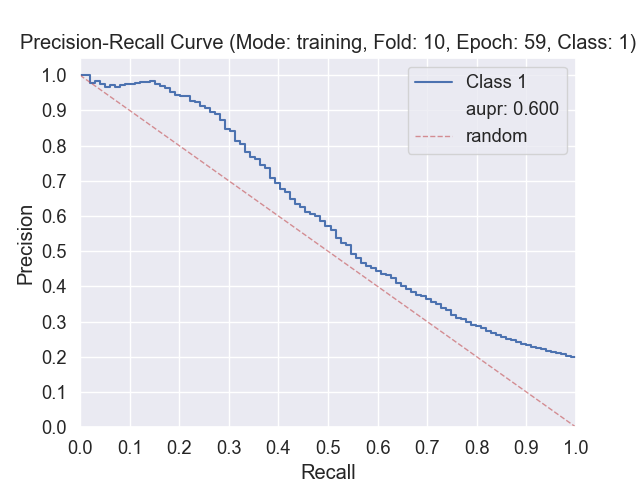 Precision-Recall Curve (Mode: training, Fold: 10, Epoch: 59, Class: 1)
1.0
0.9
0.8
0.7
0.6
0.5
0.4
0.3
0.2
0.1
0.0
Precision
Class 1
aupr: 0.600
random
0.0 0.1 0.2 0.3 0.4 0.5 0.6 0.7 0.8 0.9 1.0
Recall